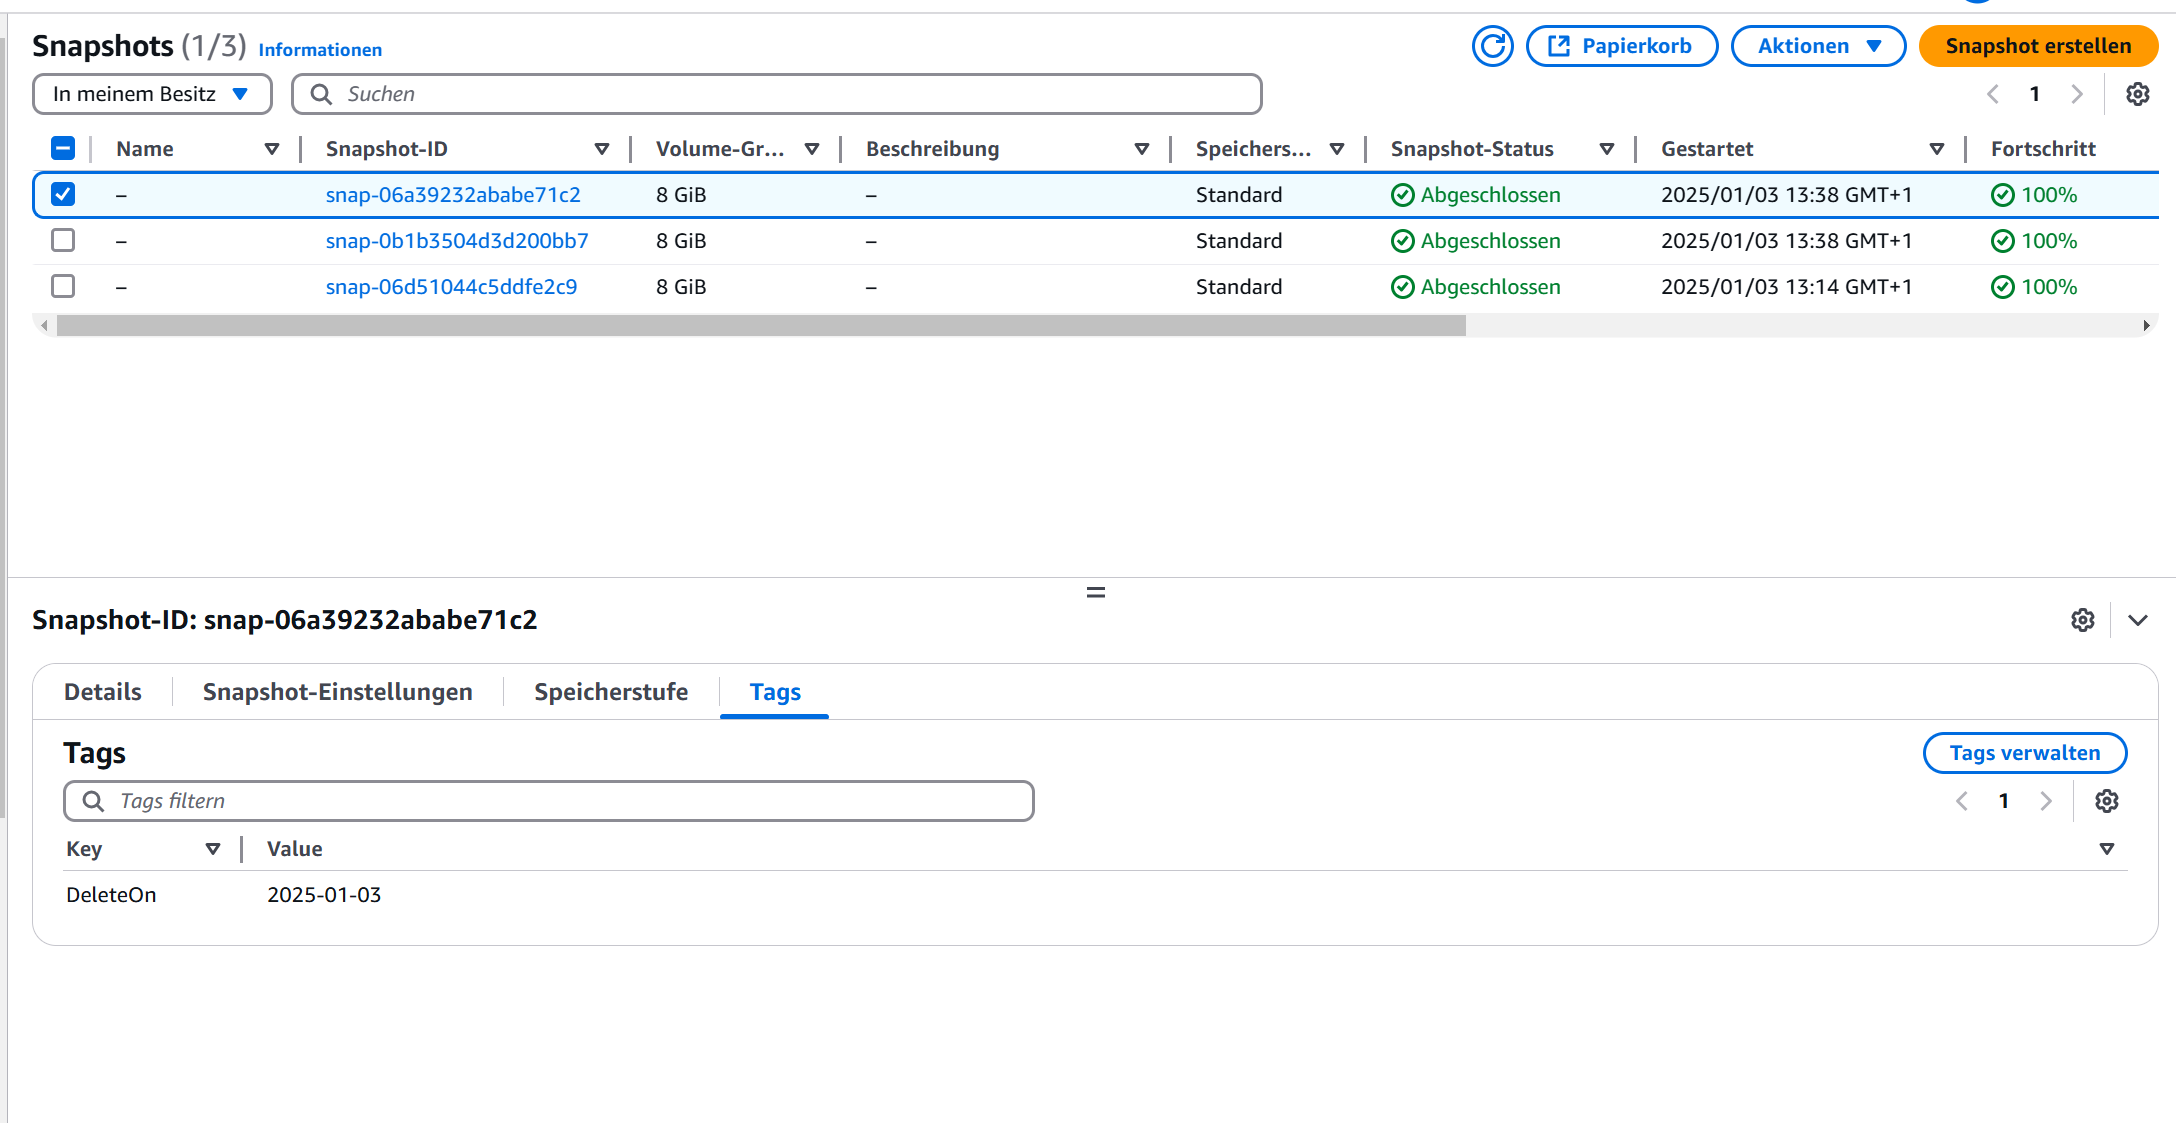 Snapshots (1/3) Informationen Papierkorb Aktionen Snapshot erstellen
In meinem Besitz Suchen 1
Name Snapshot-ID Volume-Gr... Beschreibung Speichers... Snapshot-Status Gestartet Fortschritt
– snap-06a39232ababe71c2 8 GiB – Standard Abgeschlossen 2025/01/03 13:38 GMT+1 100%
– snap-0b1b3504d3d200bb7 8 GiB – Standard Abgeschlossen 2025/01/03 13:38 GMT+1 100%
– snap-06d51044c5ddfe2c9 8 GiB – Standard Abgeschlossen 2025/01/03 13:14 GMT+1 100%
Snapshot-ID: snap-06a39232ababe71c2
Details Snapshot-Einstellungen Speicherstufe Tags
Tags Tags verwalten
Tags filtern 1
Key Value
DeleteOn 2025-01-03